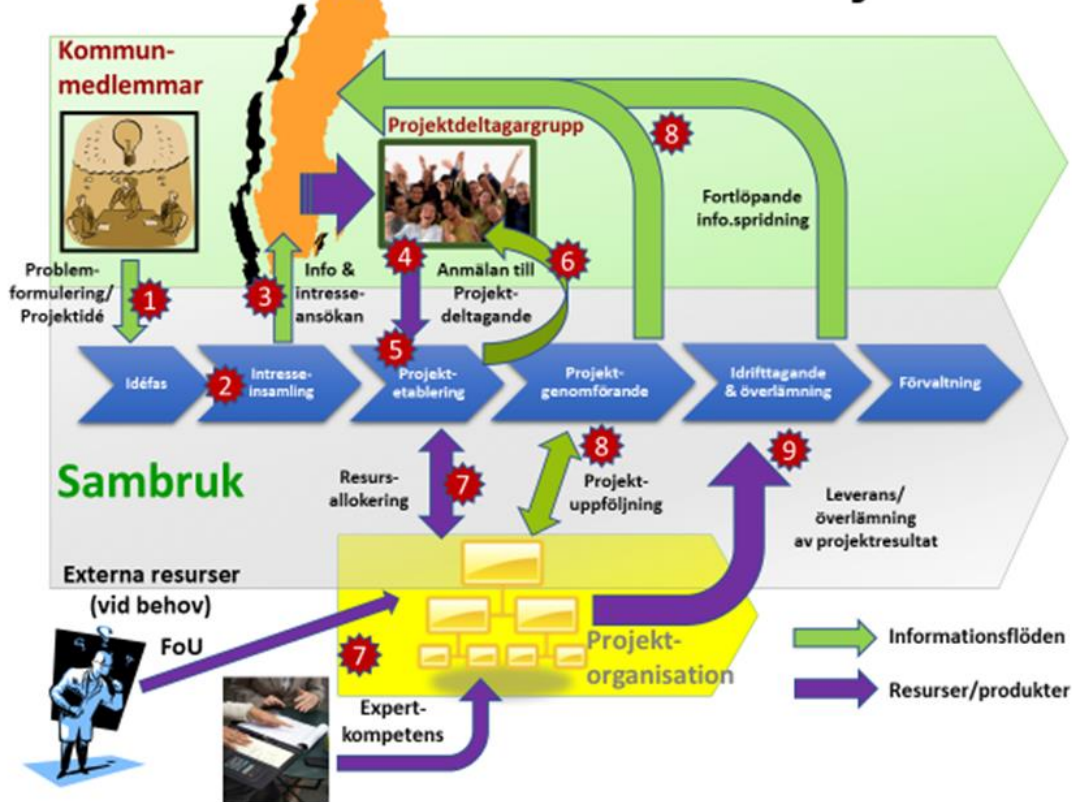 Kommun-
medlemmar
Projektdeltagargrupp
8
Fortlöpande
info.spridning
Problem-
formulering/
Projektidé
1
3
Info &
intresse-
ansökan
4
Anmälan till
Projekt-
deltagande
6
5
Idéfas
2
Intresse-
insamling
Projekt-
etablering
Projekt-
genomförande
Idrifttagande
& överlämning
Förvaltning
Sambruk
Resurs-
allokering
7
8
Projekt-
uppföljning
9
Leverans/
överlämning
av projektresultat
Externa resurser
(vid behov)
FoU
7
Projekt-
organisation
Expert-
kompetens
Informationsflöden
Resurser/produkter